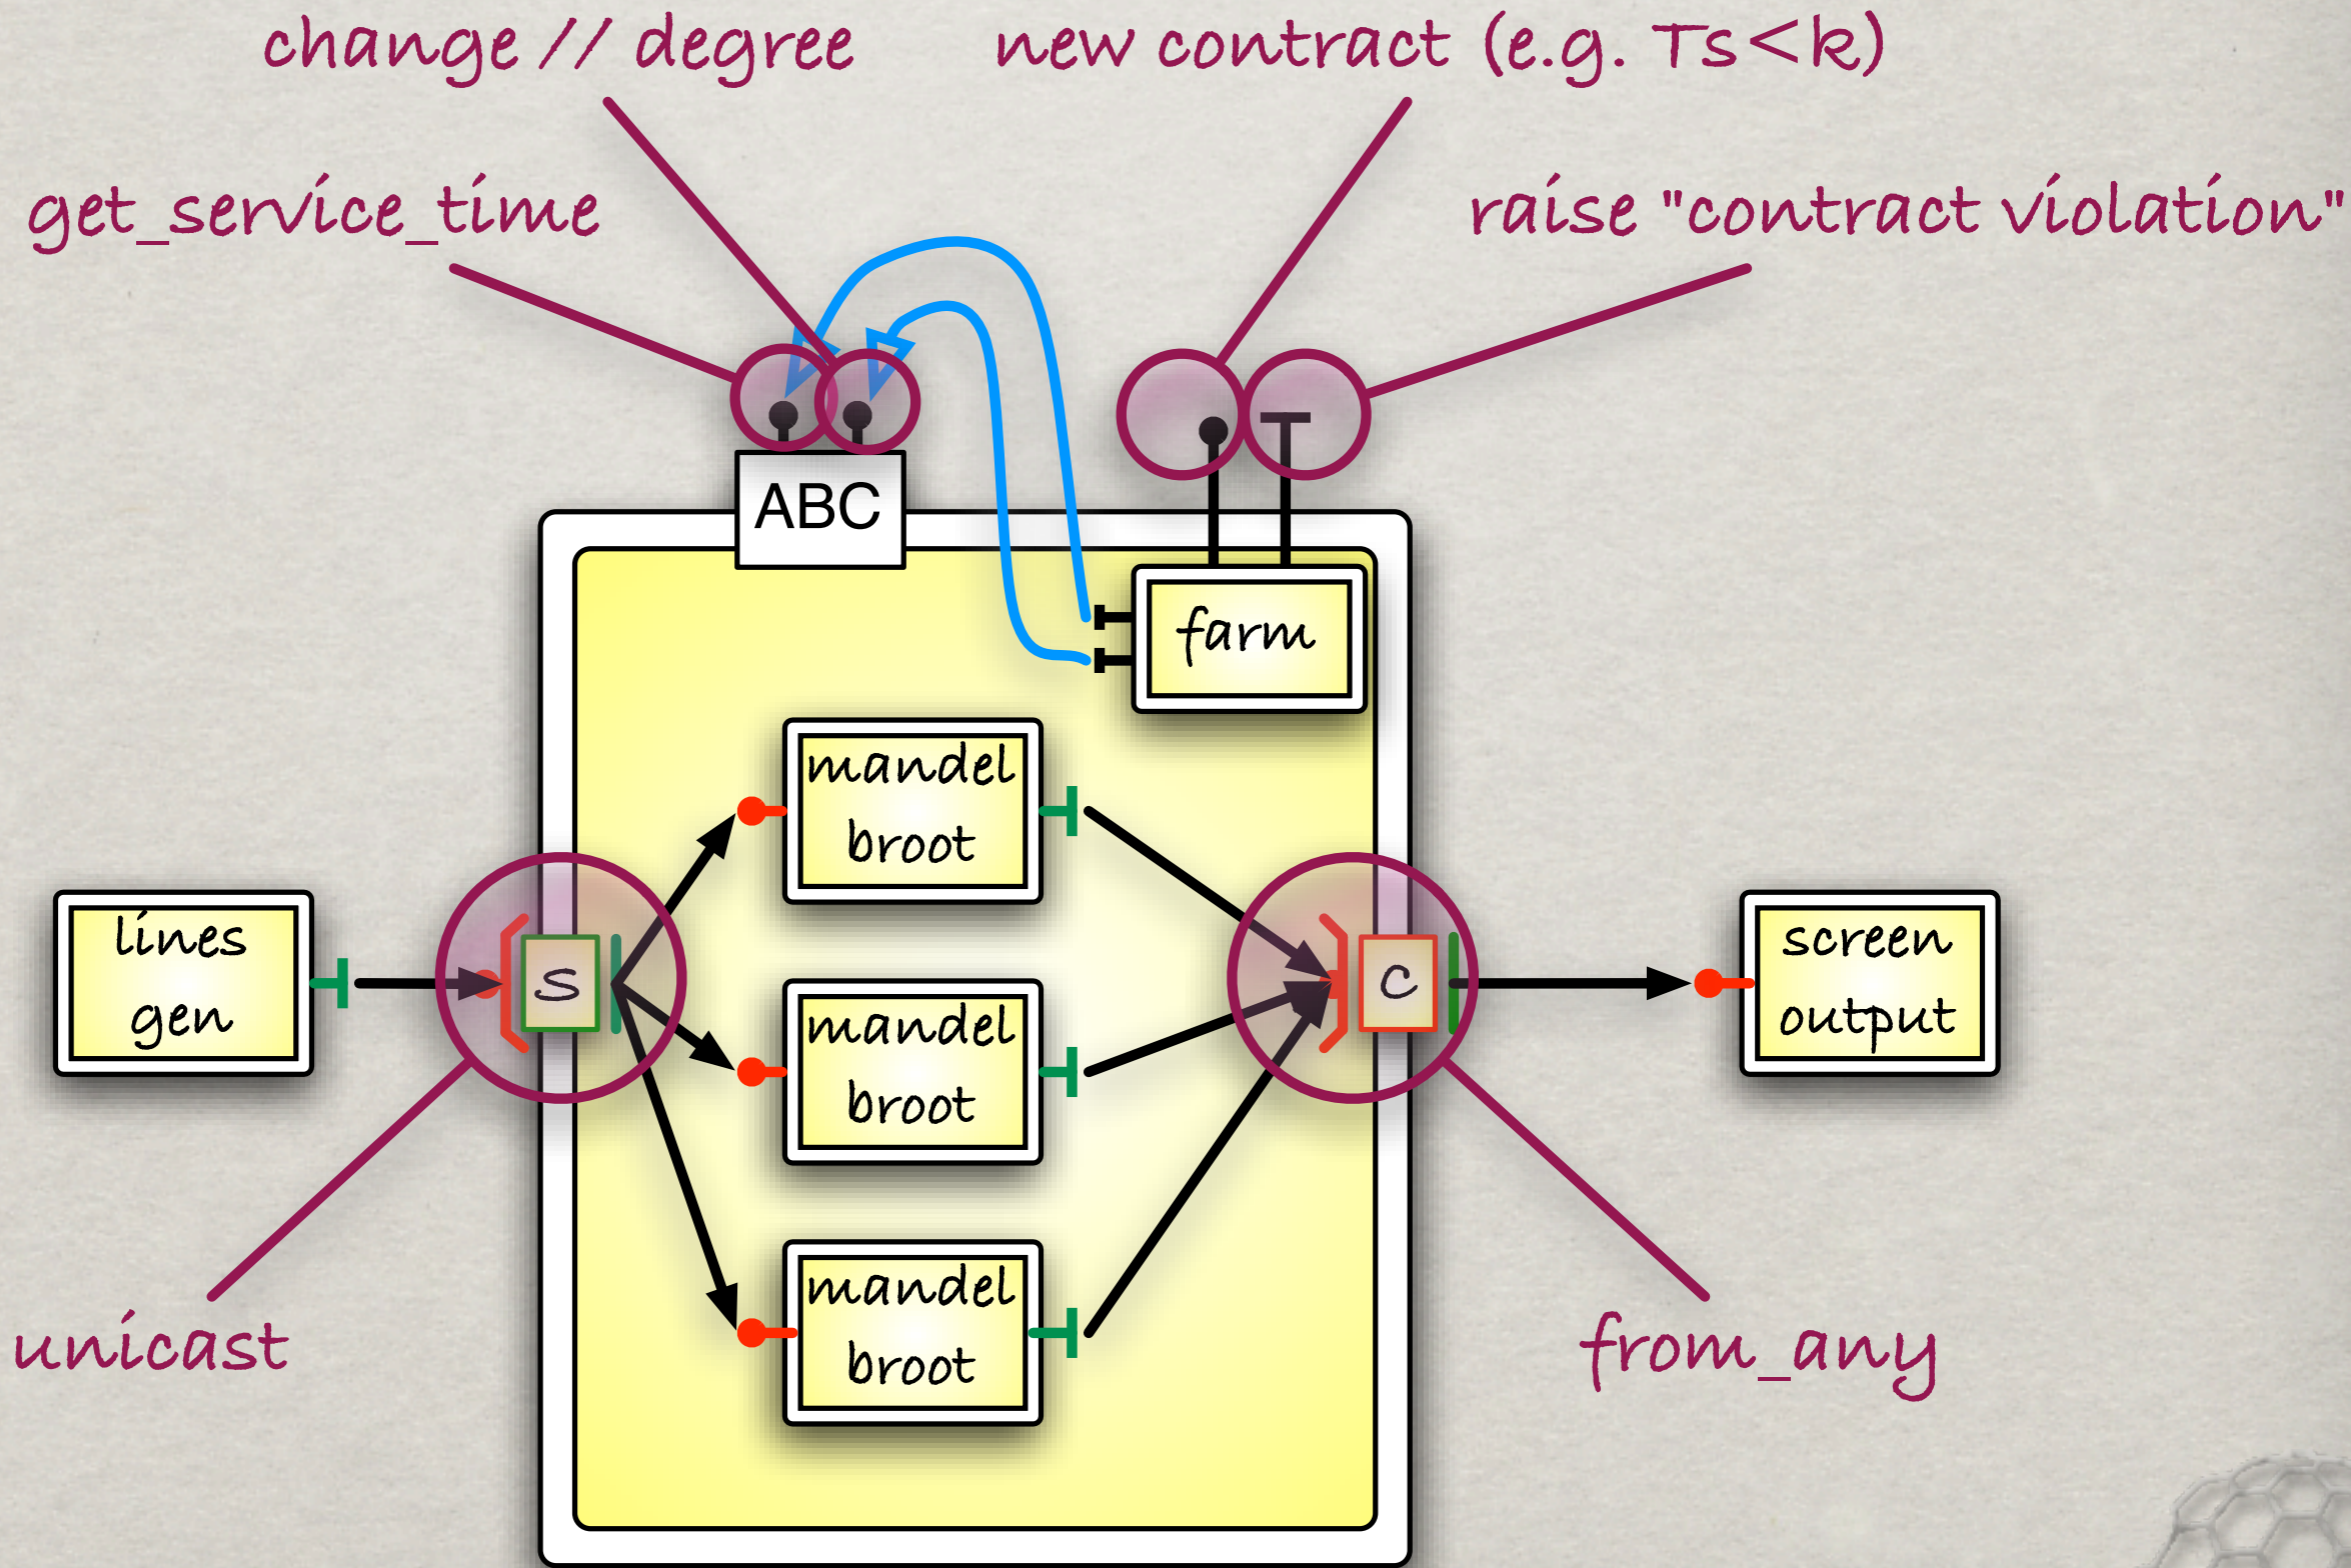 change // degree
new contract (e.g. Ts<k)
get_service_time
raise "contract violation"
ABC
farm
mandel
broot
lines
gen
S
mandel
broot
C
screen
output
mandel
broot
unicast
from_any